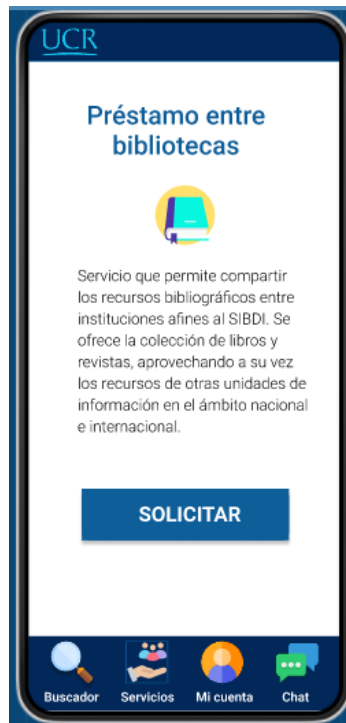 UCR
Préstamo entre
bibliotecas
Servicio que permite compartir
los recursos bibliográficos entre
instituciones afines al SIBDI. Se
ofrece la colección de libros y
revistas, aprovechando a su vez
los recursos de otras unidades de
información en el ámbito nacional
e internacional.
SOLICITAR
Buscador Servicios Mi cuenta Chat